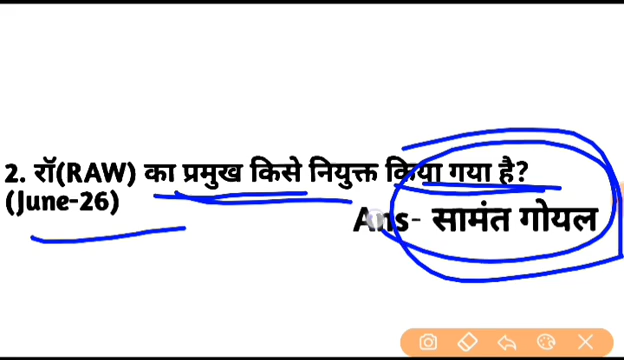 2. रॉ(RAW) का प्रमुख किसे नियुक्त किया गया है?
(June-26)
Ans- सामंत गोयल